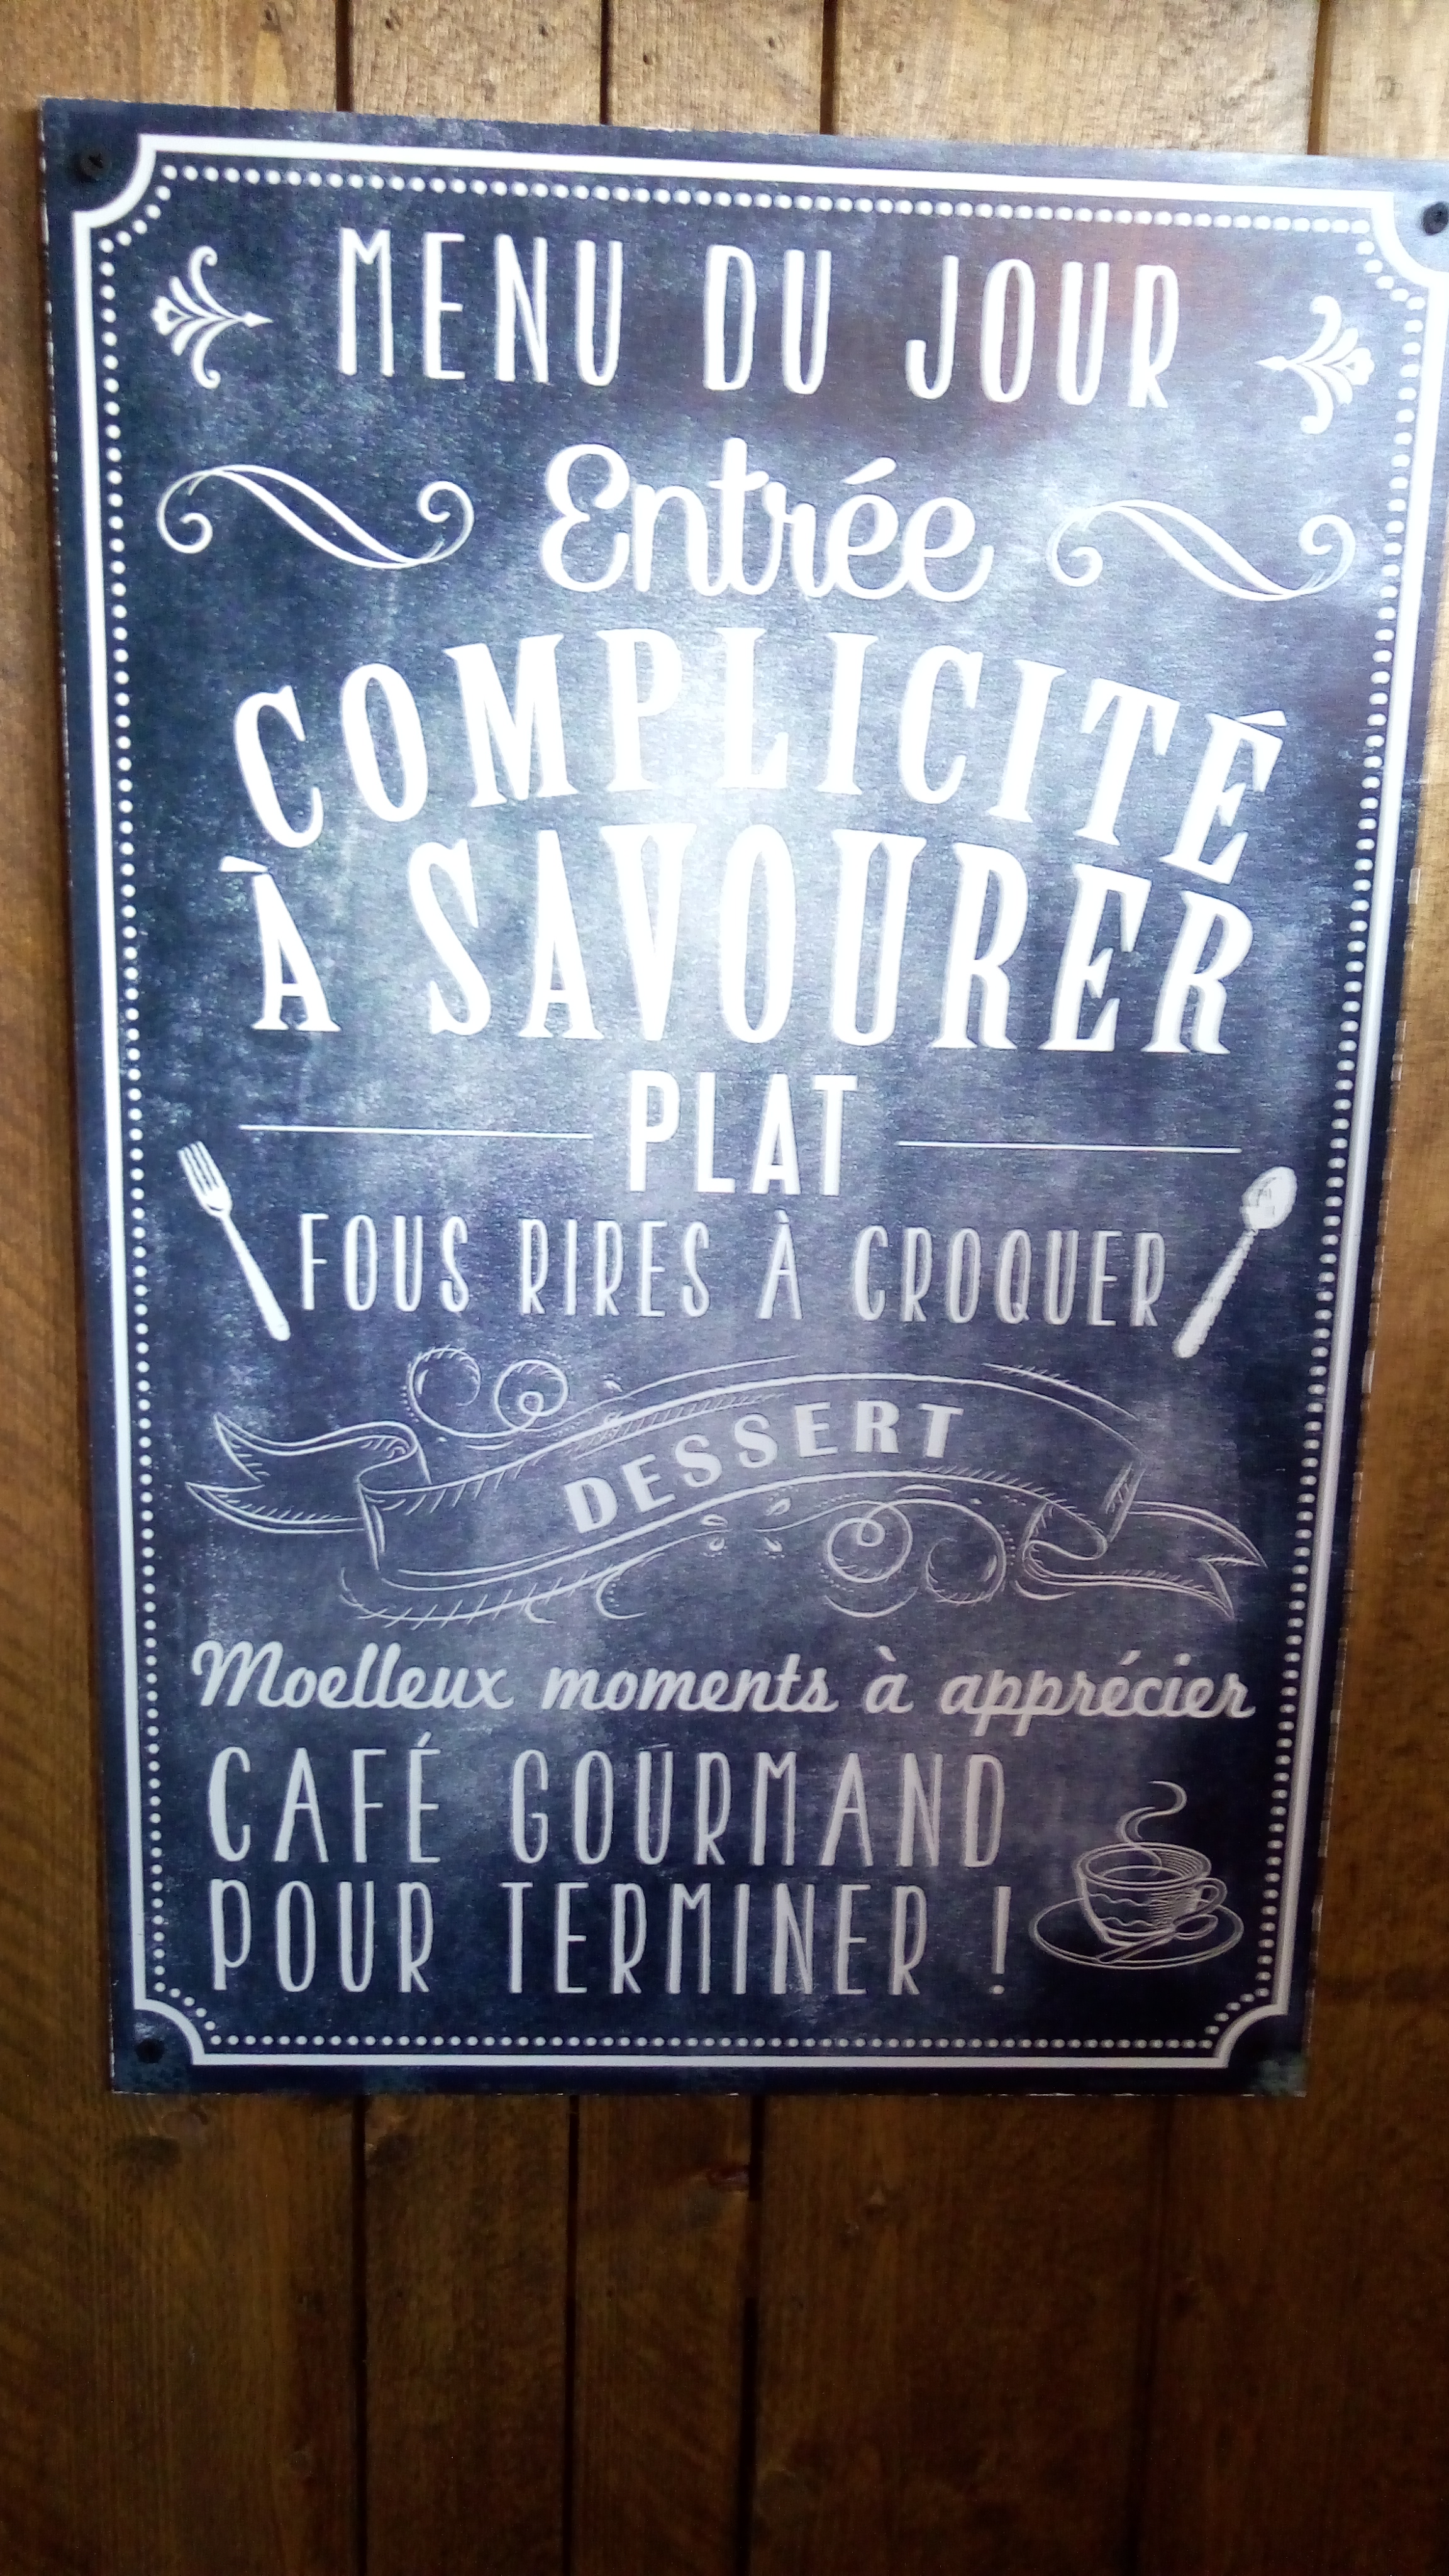 MENU DU JOUR
Entrée
COMPLICITÉ
À SAVOURER
PLAT
FOUS RIRES À CROQUER
DESSERT
Moelleux moments à apprécier
CAFÉ GOURMAND
POUR TERMINER !